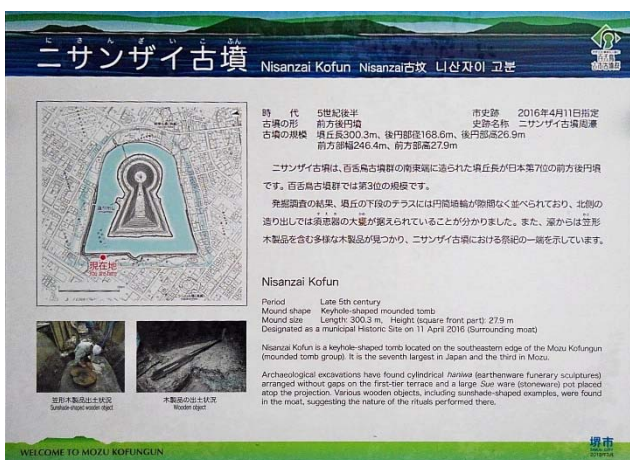 にさんざいこふん
ニサンザイ古墳 Nisanzai Kofun Nisanzai古坟 니산자이 고분
時　代　5世紀後半　市史跡　2016年4月11日指定
古墳の形　前方後円墳　史跡名称　ニサンザイ古墳周濠
古墳の規模　墳丘長300.3m、後円部径168.6m、後円部高26.9m
前方部幅246.4m、前方部高27.9m
ニサンザイ古墳は、百舌鳥古墳群の南東端に造られた墳丘長が日本第7位の前方後円墳
です。百舌鳥古墳群では第3位の規模です。
発掘調査の結果、墳丘の下段のテラスには円筒埴輪が隙間なく並べられており、北側の
造り出しでは須恵器の大甕が据えられていることが分かりました。また、濠からは笠形
木製品を含む多様な木製品が見つかり、ニサンザイ古墳における祭祀の一端を示しています。
現在地
You are here
Nisanzai Kofun
Period Late 5th century
Mound shape Keyhole-shaped mounded tomb
Mound size Length: 300.3 m, Height (square front part): 27.9 m
Designated as a municipal Historic Site on 11 April 2016 (Surrounding moat)
Nisanzai Kofun is a keyhole-shaped tomb located on the southeastern edge of the Mozu Kofungun
(mounded tomb group). It is the seventh largest in Japan and the third in Mozu.
Archaeological excavations have found cylindrical haniwa (earthenware funerary sculptures)
arranged without gaps on the first-tier terrace and a large Sue ware (stoneware) pot placed
atop the projection. Various wooden objects, including sunshade-shaped examples, were found
in the moat, suggesting the nature of the rituals performed there.
笠形木製品出土状況
Sunshade-shaped wooden object
木製品の出土状況
Wooden object
WELCOME TO MOZU KOFUNGUN
堺市